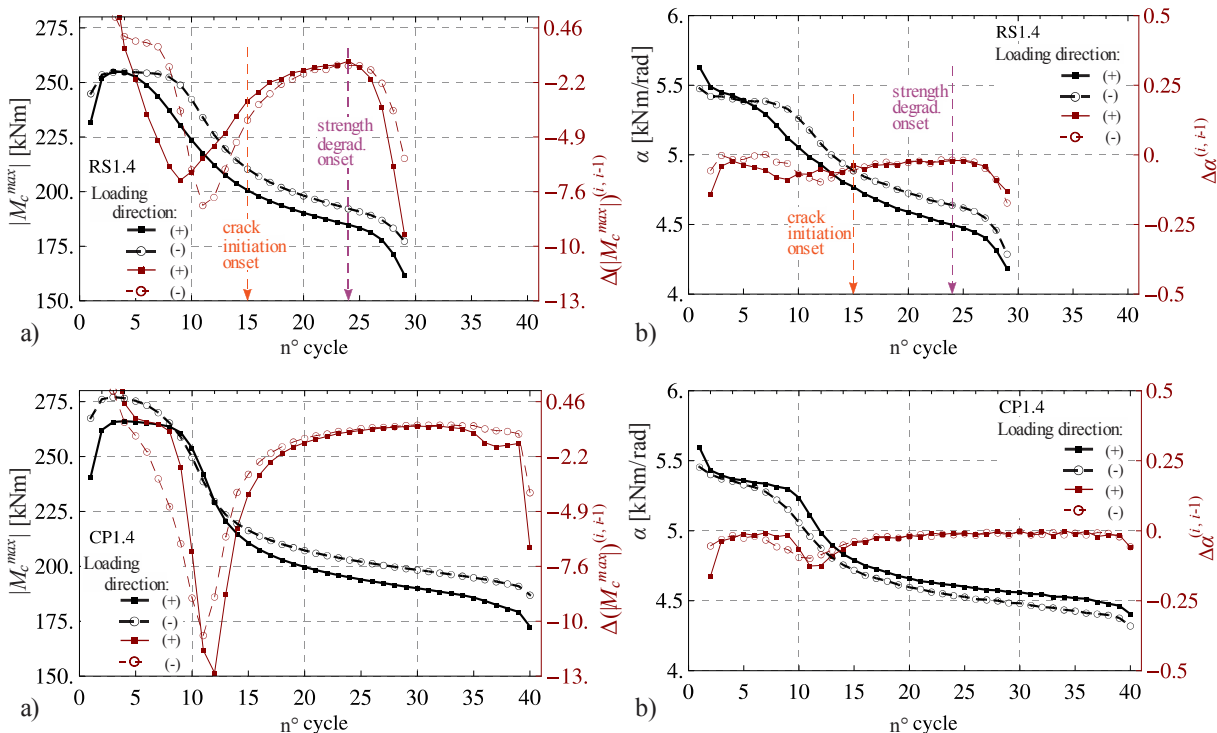 275.
250.
225.
200.
175.
150.
|M_c^max| [kNm]
RS1.4
Loading
direction:
(+)
(-)
(+)
(-)
crack
initiation
onset
strength
degrad.
onset
0.46
−1.2
−2.2
−4.9
−7.6
−10.
−13.
Δ(|M_c^max|)^(i, i-1)
0 5 10 15 20 25 30 35 40
n° cycle
a)
6.
5.5
5.0
4.5
4.
α [kNm/rad]
RS1.4
Loading
direction:
(+)
(-)
(+)
(-)
strength
degrad.
onset
crack
initiation
onset
0.5
0.25
0
−0.25
−0.5
Δα^(i, i-1)
0 5 10 15 20 25 30 35 40
n° cycle
b)
275.
250.
225.
200.
175.
150.
|M_c^max| [kNm]
CP1.4
Loading
direction:
(+)
(-)
(+)
(-)
0.46
−2.2
−4.9
−7.6
−10.
−13.
Δ(|M_c^max|)^(i, i-1)
0 5 10 15 20 25 30 35 40
n° cycle
a)
6.
5.5
5.0
4.5
4.
α [kNm/rad]
CP1.4
Loading direction:
(+)
(-)
(+)
(-)
0.5
0.25
0
−0.25
−0.5
Δα^(i, i-1)
0 5 10 15 20 25 30 35 40
n° cycle
b)